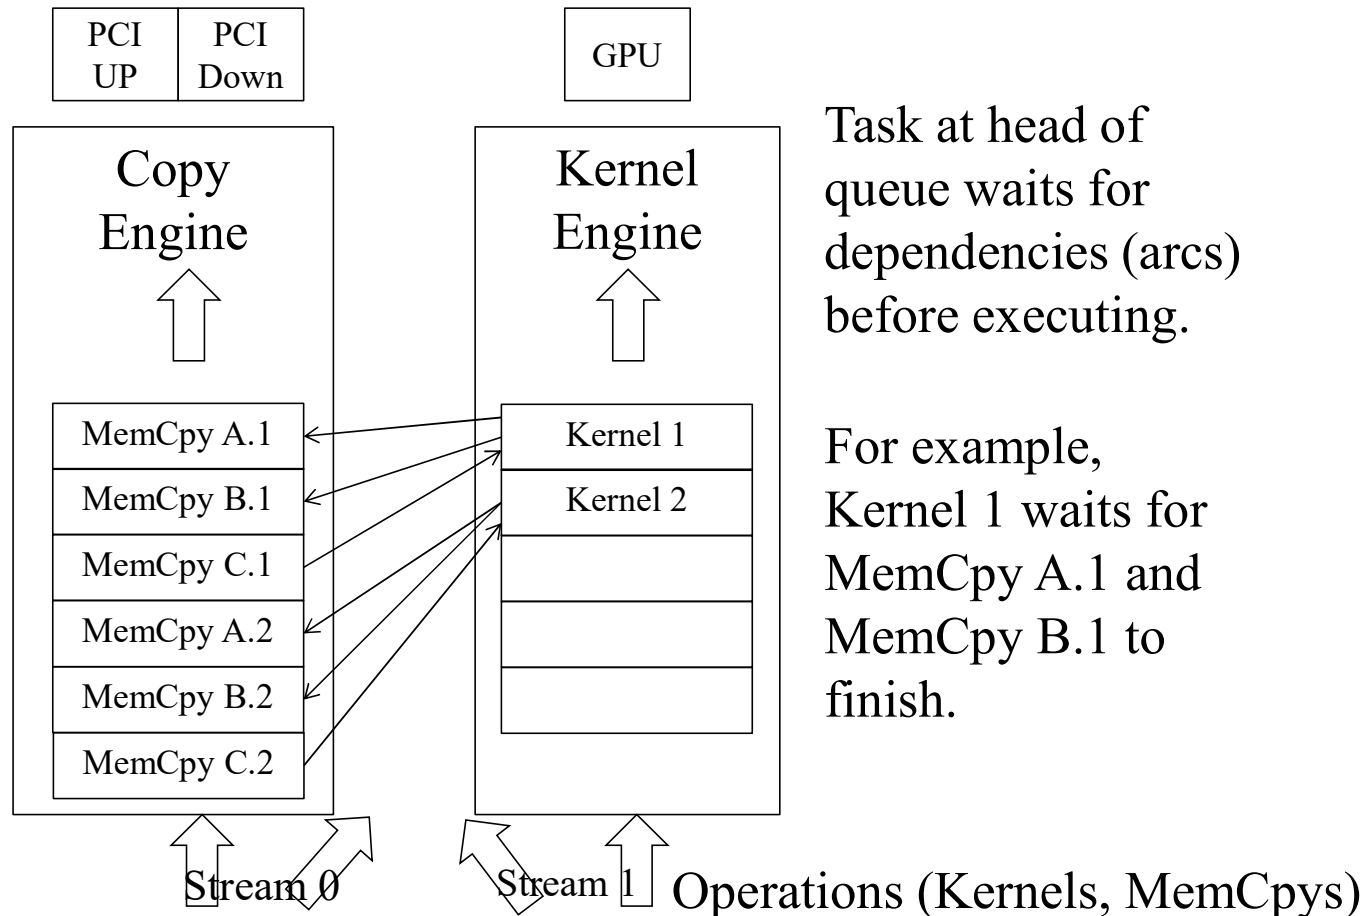 PCI
UP
PCI
Down
GPU
Copy
Engine
Kernel
Engine
MemCpy A.1
MemCpy B.1
MemCpy C.1
MemCpy A.2
MemCpy B.2
MemCpy C.2
Kernel 1
Kernel 2
Task at head of
queue waits for
dependencies (arcs)
before executing.
For example,
Kernel 1 waits for
MemCpy A.1 and
MemCpy B.1 to
finish.
Stream 0
Stream 1
Operations (Kernels, MemCpys)